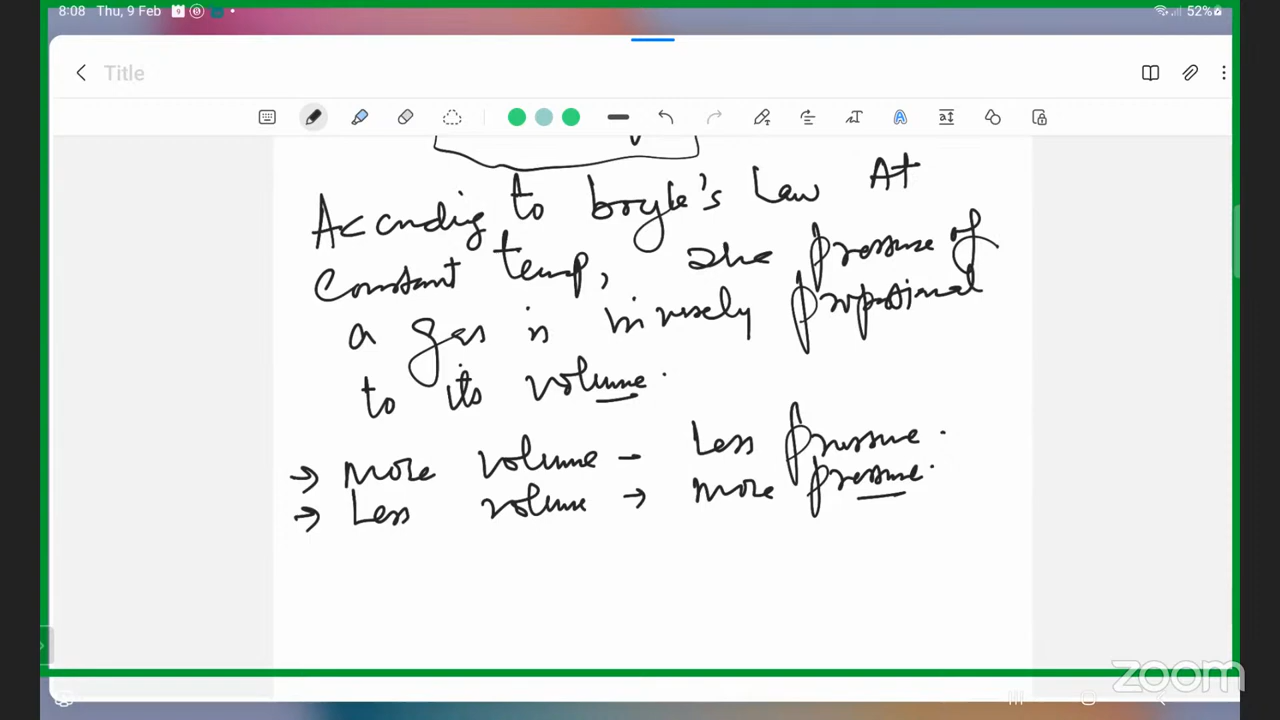 8:08 Thu, 9 Feb
52%
Title
According to boyle's Law At
Constant temp, the pressure of
a gas is inversely proportional
to its volume.
→ More volume - Less pressure.
→ Less volume → more pressure.
zoom